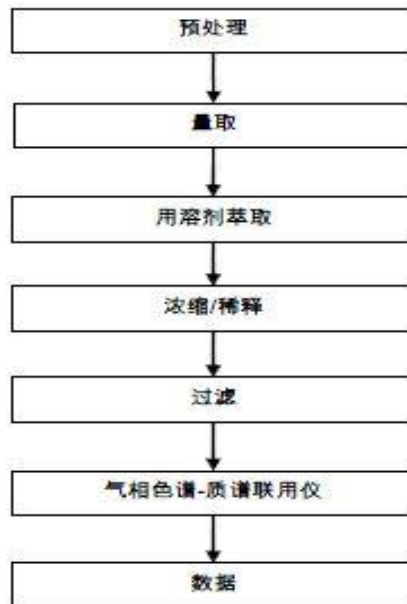 预处理
量取
用溶剂萃取
浓缩/稀释
过滤
气相色谱-质谱联用仪
数据